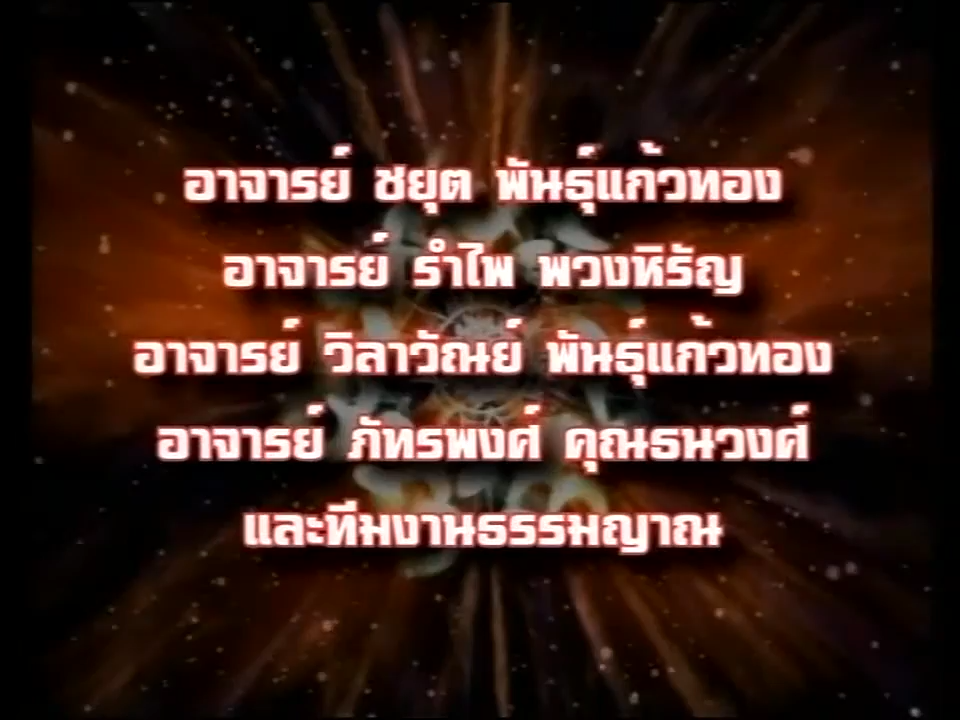 อาจารย์ ชยุต พันธุ์แก้วทอง
อาจารย์ รำไพ พวงหิรัญ
อาจารย์ วิลาวัณย์ พันธุ์แก้วทอง
อาจารย์ ภัทรพงศ์ คุณธนวงศ์
และทีมงานธรรมญาณ